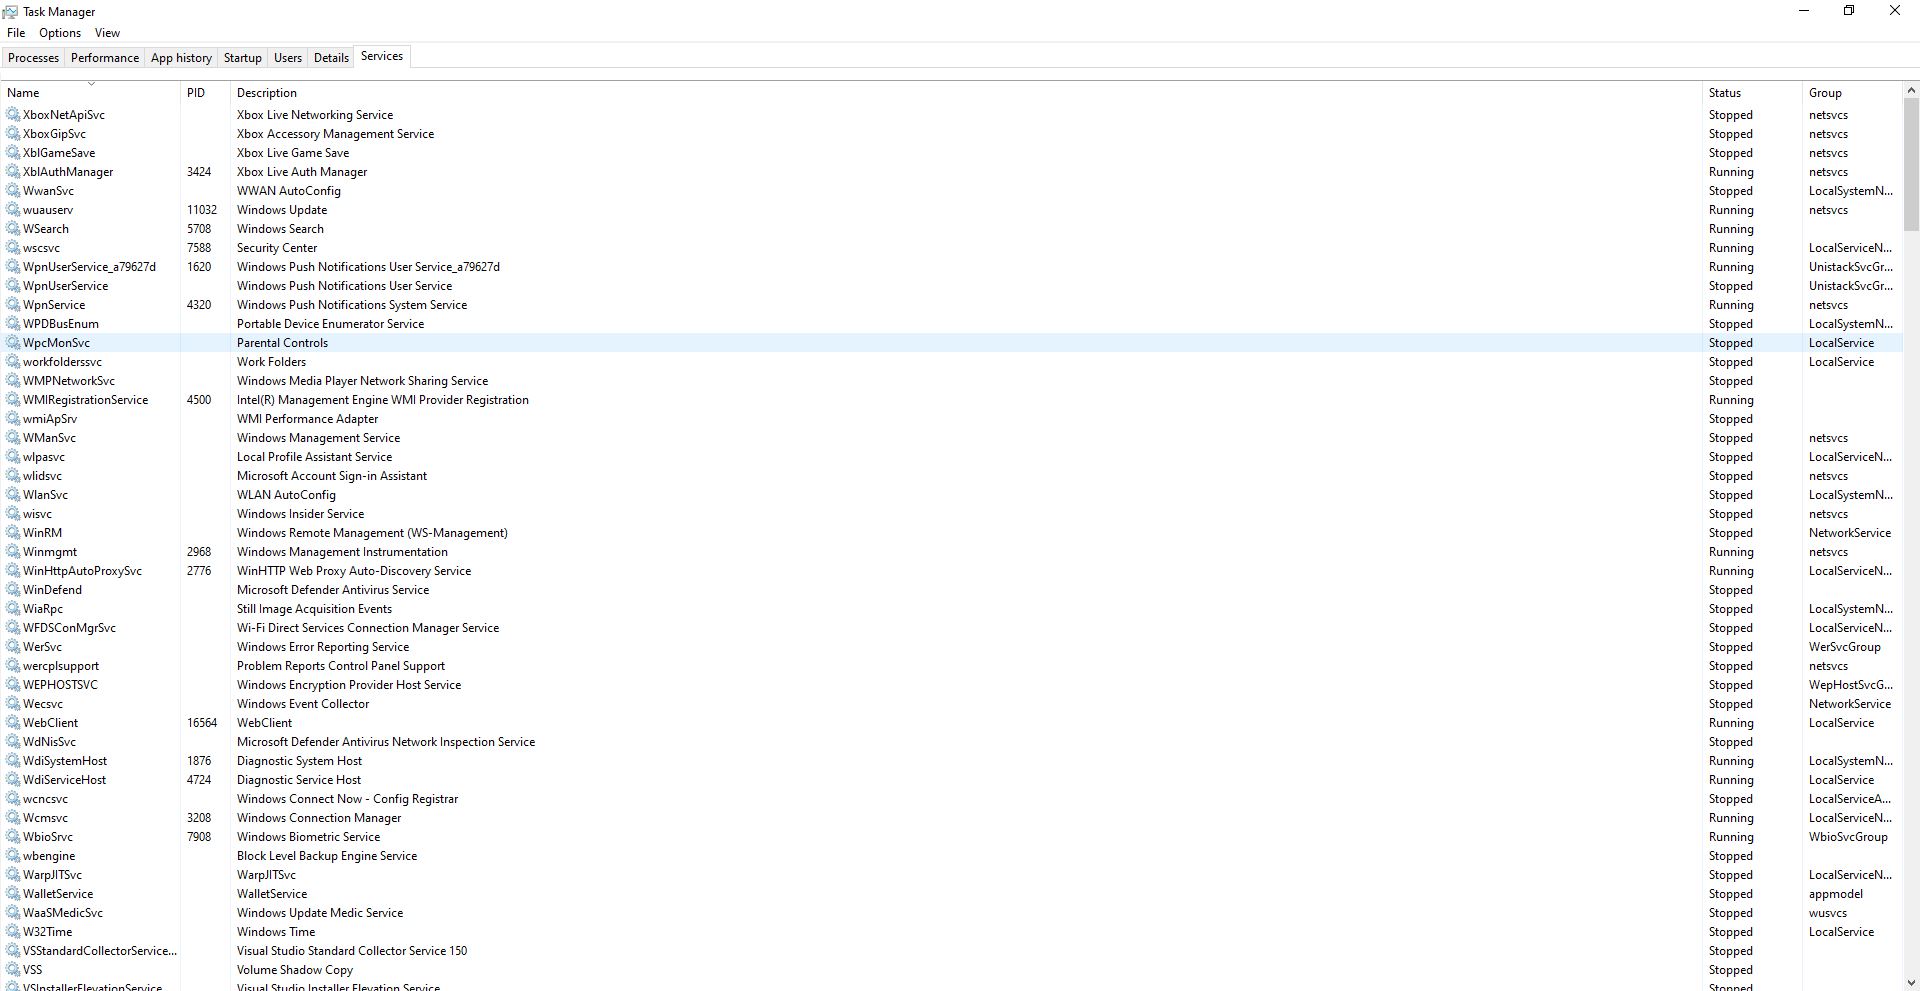 Task Manager
File Options View
Processes Performance App history Startup Users Details Services
Name PID Description Status Group
XboxNetApiSvc Xbox Live Networking Service Stopped netsvcs
XboxGipSvc Xbox Accessory Management Service Stopped netsvcs
XblGameSave Xbox Live Game Save Stopped netsvcs
XblAuthManager 3424 Xbox Live Auth Manager Running netsvcs
WwanSvc WWAN AutoConfig Stopped LocalSystemN...
wuauserv 11032 Windows Update Running netsvcs
WSearch 5708 Windows Search Running
wscsvc 7588 Security Center Running LocalServiceN...
WpnUserService_a79627d 1620 Windows Push Notifications User Service_a79627d Running UnistackSvcGr...
WpnUserService Windows Push Notifications User Service Stopped UnistackSvcGr...
WpnService 4320 Windows Push Notifications System Service Running netsvcs
WPDBusEnum Portable Device Enumerator Service Stopped LocalSystemN...
WpcMonSvc Parental Controls Stopped LocalService
workfolderssvc Work Folders Stopped LocalService
WMPNetworkSvc Windows Media Player Network Sharing Service Stopped
WMIRegistrationService 4500 Intel(R) Management Engine WMI Provider Registration Running
wmiApSrv WMI Performance Adapter Stopped
WManSvc Windows Management Service Stopped netsvcs
wlpasvc Local Profile Assistant Service Stopped LocalServiceN...
wlidsvc Microsoft Account Sign-in Assistant Stopped netsvcs
WlanSvc WLAN AutoConfig Stopped LocalSystemN...
wisvc Windows Insider Service Stopped netsvcs
WinRM Windows Remote Management (WS-Management) Stopped NetworkService
Winmgmt 2968 Windows Management Instrumentation Running netsvcs
WinHttpAutoProxySvc 2776 WinHTTP Web Proxy Auto-Discovery Service Running LocalServiceN...
WinDefend Microsoft Defender Antivirus Service Stopped
WiaRpc Still Image Acquisition Events Stopped LocalSystemN...
WFDSConMgrSvc Wi-Fi Direct Services Connection Manager Service Stopped LocalServiceN...
WerSvc Windows Error Reporting Service Stopped WerSvcGroup
wercplsupport Problem Reports Control Panel Support Stopped netsvcs
WEPHOSTSVC Windows Encryption Provider Host Service Stopped WepHostSvcG...
Wecsvc Windows Event Collector Stopped NetworkService
WebClient 16564 WebClient Running LocalService
WdNisSvc Microsoft Defender Antivirus Network Inspection Service Stopped
WdiSystemHost 1876 Diagnostic System Host Running LocalSystemN...
WdiServiceHost 4724 Diagnostic Service Host Running LocalService
wcncsvc Windows Connect Now - Config Registrar Stopped LocalServiceA...
Wcmsvc 3208 Windows Connection Manager Running LocalServiceN...
WbioSrvc 7908 Windows Biometric Service Running WbioSvcGroup
wbengine Block Level Backup Engine Service Stopped
WarpJITSvc WarpJITSvc Stopped LocalServiceN...
WalletService WalletService Stopped appmodel
WaaSMedicSvc Windows Update Medic Service Stopped wusvcs
W32Time Windows Time Stopped LocalService
VSStandardCollectorService... Visual Studio Standard Collector Service 150 Stopped
VSS Volume Shadow Copy Stopped
VSInstallerElevationService Visual Studio Installer Elevation Service Stopped